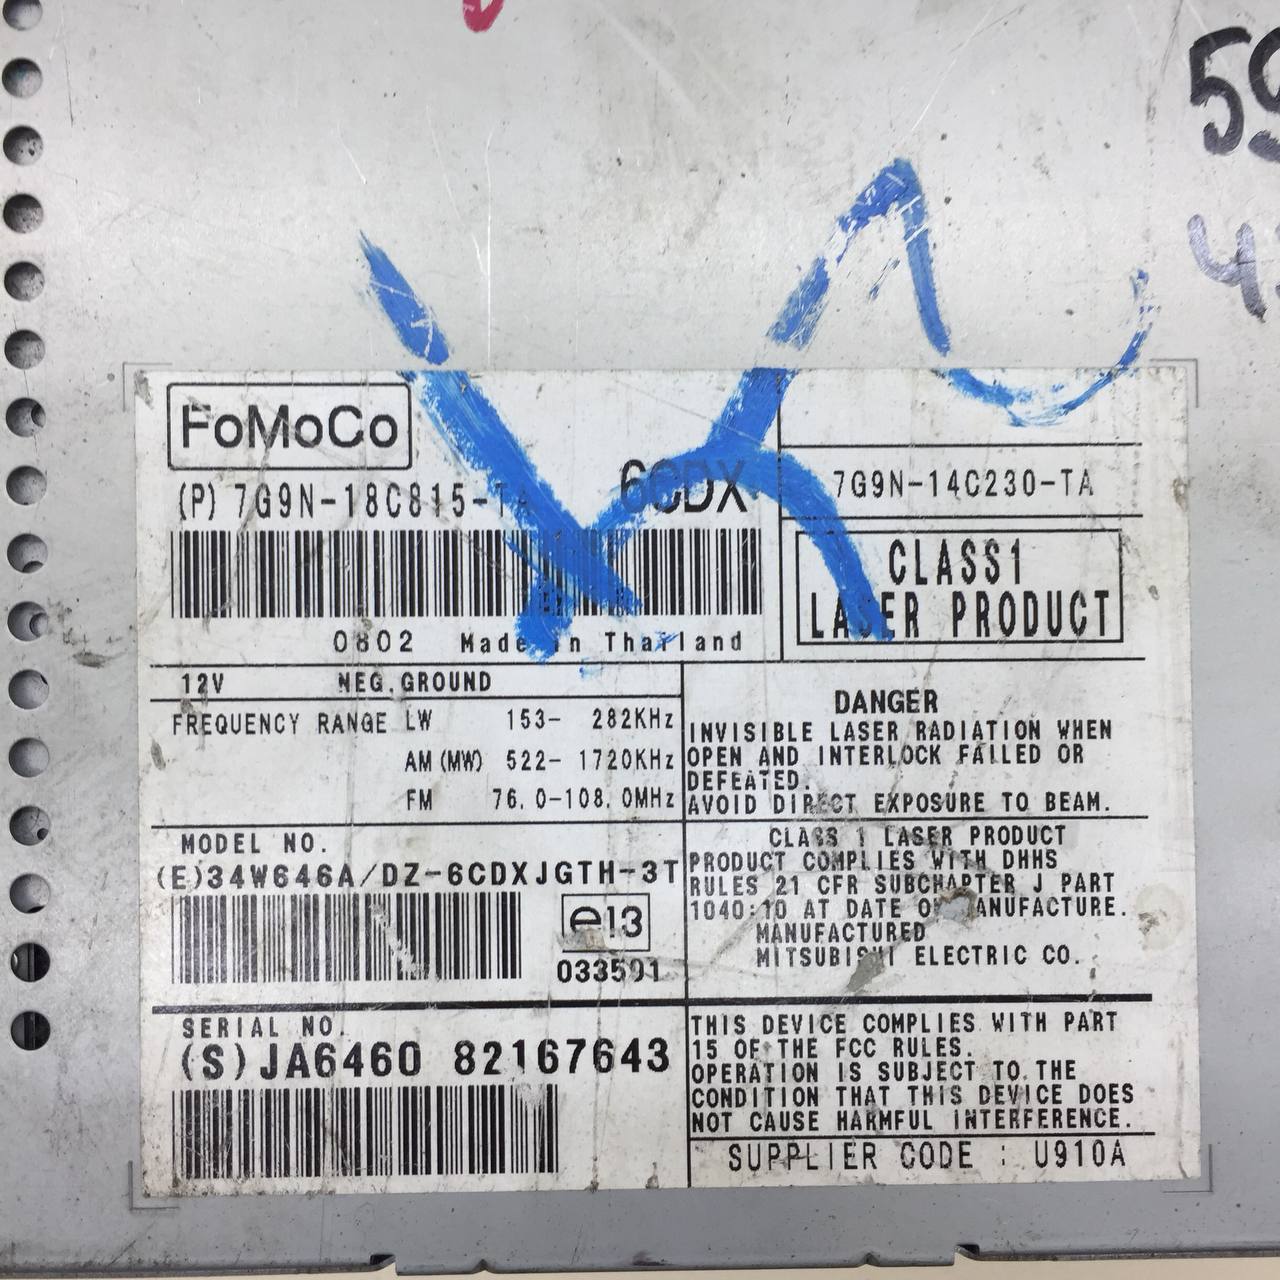 FoMoCo
(P) 7G9N-18C815-TA 6CDX
7G9N-14C230-TA
CLASS1
LASER PRODUCT
0802 Made in Thailand
12V NEG.GROUND
FREQUENCY RANGE LW 153- 282KHz
AM(MW) 522- 1720KHz
FM 76.0-108.0MHz
DANGER
INVISIBLE LASER RADIATION WHEN
OPEN AND INTERLOCK FAILED OR
DEFEATED.
AVOID DIRECT EXPOSURE TO BEAM.
MODEL NO.
(E)34W646A/DZ-6CDXJGTH-3T
e13
033591
CLASS 1 LASER PRODUCT
PRODUCT COMPLIES WITH DHHS
RULES 21 CFR SUBCHAPTER J PART
1040:10 AT DATE OF MANUFACTURE.
MANUFACTURED
MITSUBISHI ELECTRIC CO.
SERIAL NO.
(S)JA6460 82167643
THIS DEVICE COMPLIES WITH PART
15 OF THE FCC RULES.
OPERATION IS SUBJECT TO THE
CONDITION THAT THIS DEVICE DOES
NOT CAUSE HARMFUL INTERFERENCE.
SUPPLIER CODE : U910A